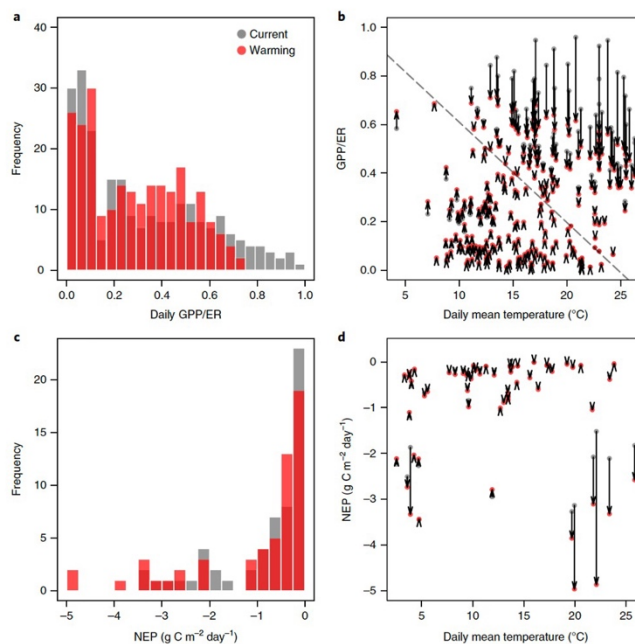 a
Current
Warming
40
30
20
10
0
Frequency
0.0 0.2 0.4 0.6 0.8 1.0
Daily GPP/ER
b
1.0
0.8
0.6
0.4
0.2
0.0
GPP/ER
5 10 15 20 25
Daily mean temperature (°C)
c
20
15
10
5
0
Frequency
–5 –4 –3 –2 –1 0
NEP (g C m⁻² day⁻¹)
d
–0
–1
–2
–3
–4
–5
NEP (g C m⁻² day⁻¹)
5 10 15 20 25
Daily mean temperature (°C)